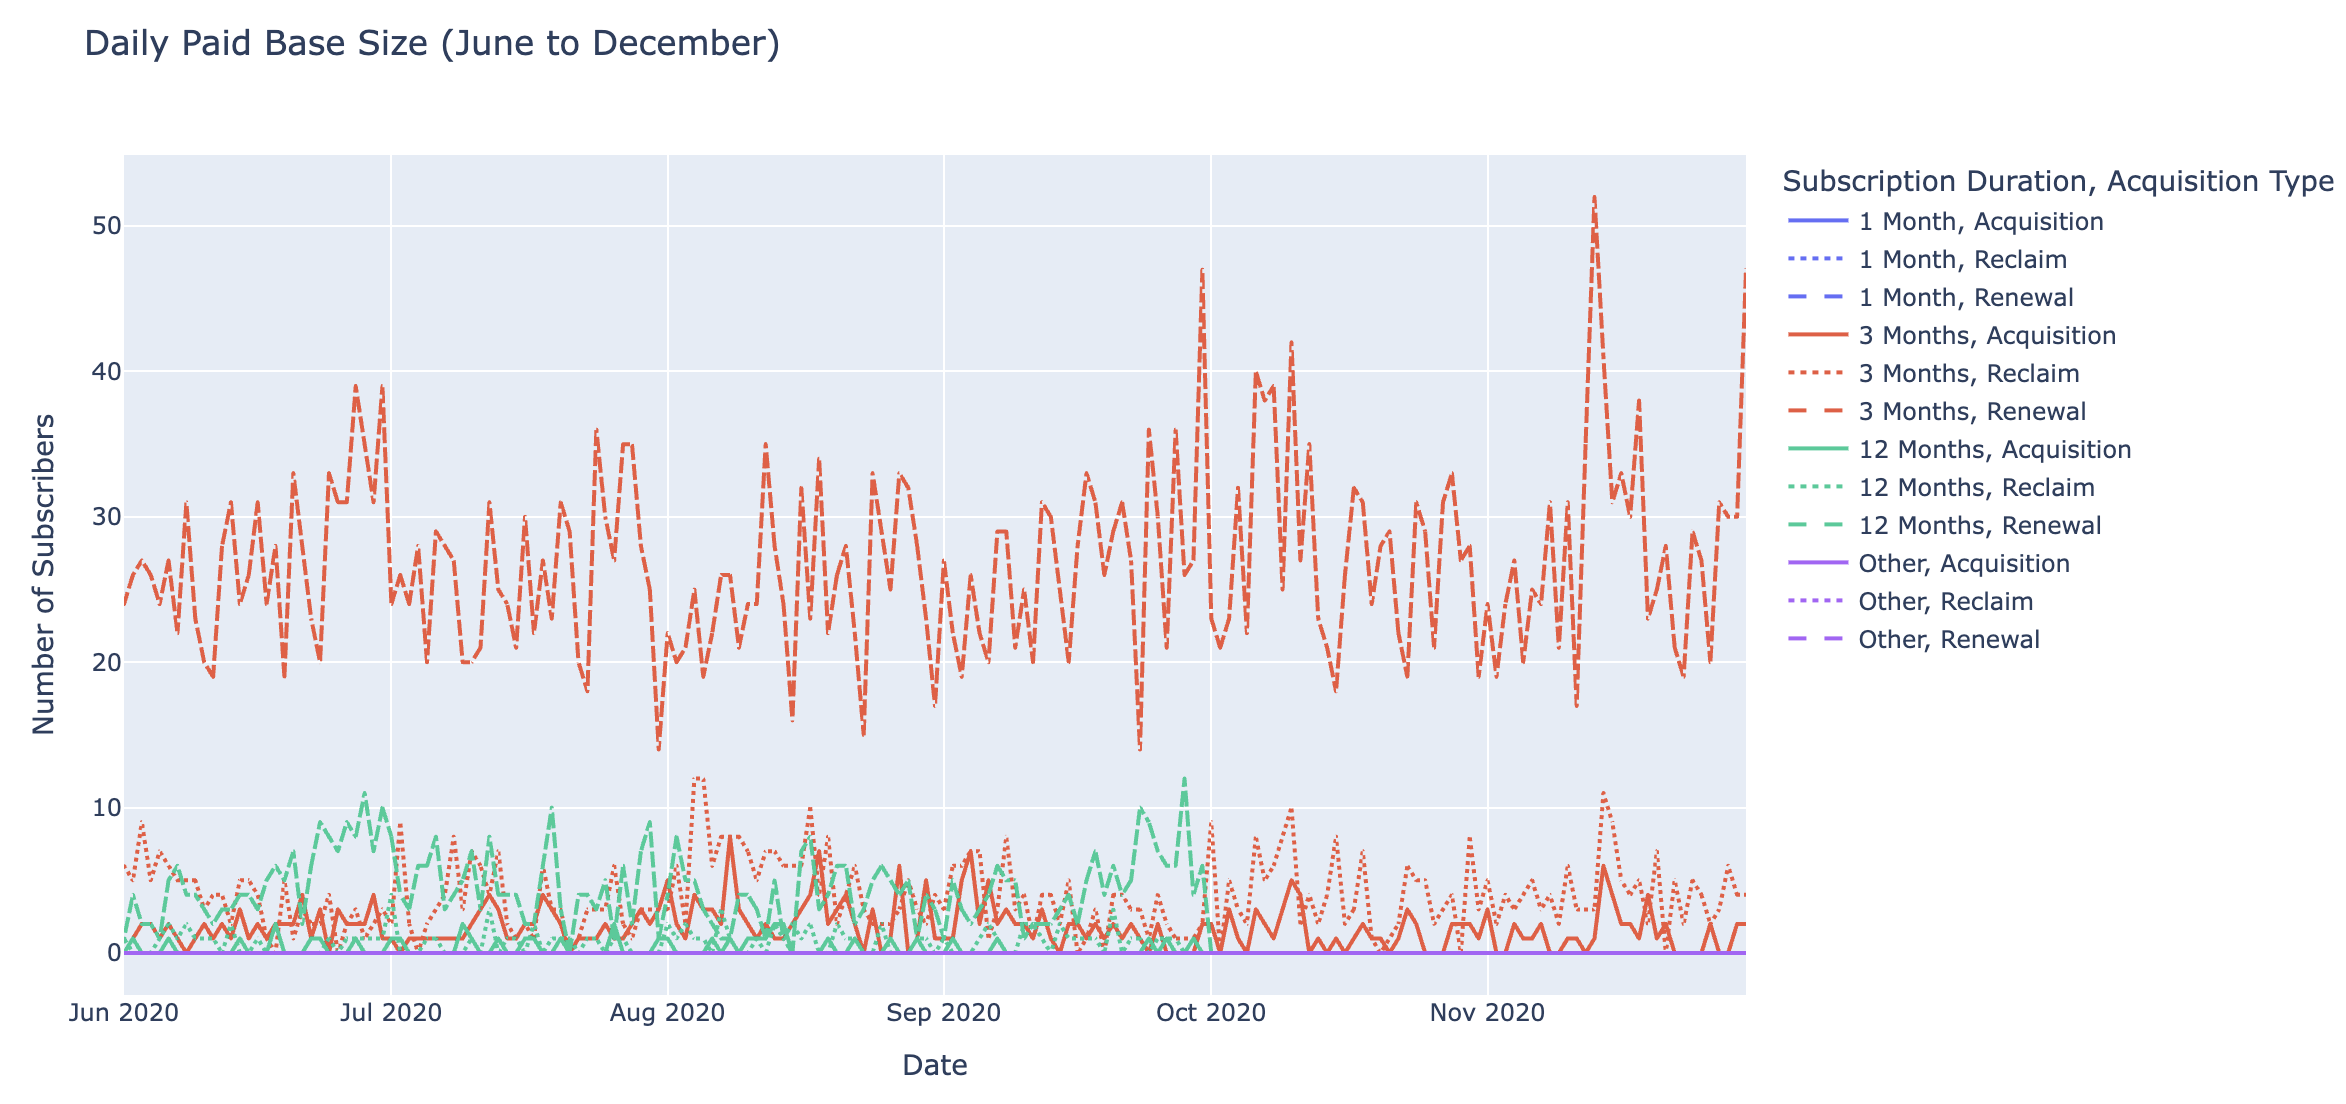 Daily Paid Base Size (June to December)
Number of Subscribers
50
40
30
20
10
0
Jun 2020
Jul 2020
Aug 2020
Sep 2020
Oct 2020
Nov 2020
Date
Subscription Duration, Acquisition Type
1 Month, Acquisition
1 Month, Reclaim
1 Month, Renewal
3 Months, Acquisition
3 Months, Reclaim
3 Months, Renewal
12 Months, Acquisition
12 Months, Reclaim
12 Months, Renewal
Other, Acquisition
Other, Reclaim
Other, Renewal